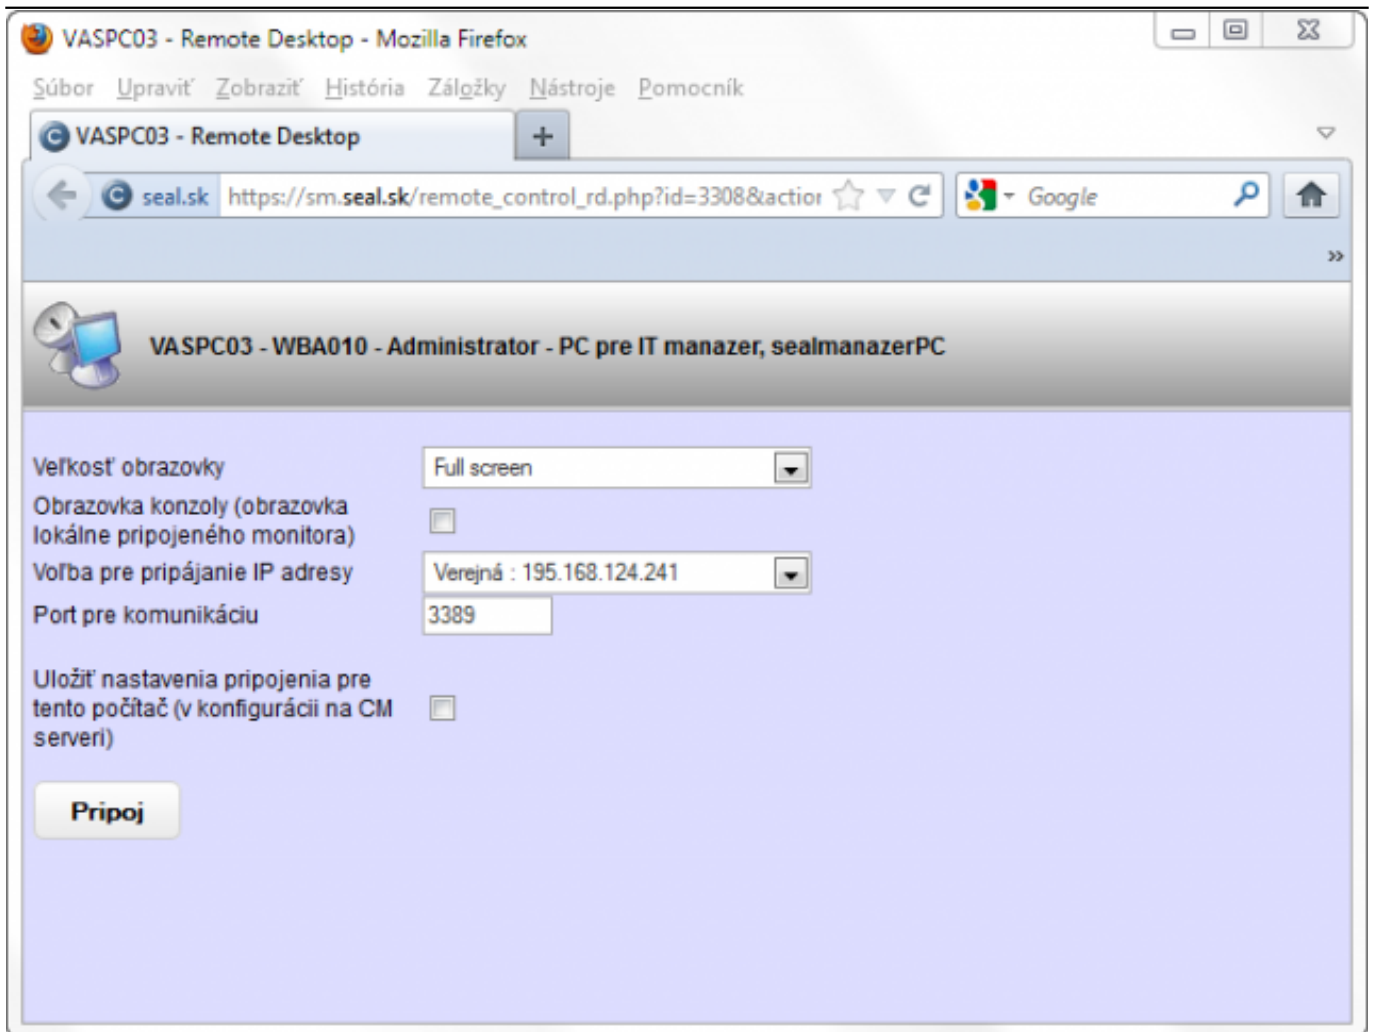 VASPC03 - Remote Desktop - Mozilla Firefox
Súbor Upraviť Zobraziť História Záložky Nástroje Pomocník
VASPC03 - Remote Desktop
seal.sk https://sm.seal.sk/remote_control_rd.php?id=3308&action Google
VASPC03 - WBA010 - Administrator - PC pre IT manazer, sealmanazerPC
Veľkosť obrazovky Full screen
Obrazovka konzoly (obrazovka
lokálne pripojeného monitora)
Voľba pre pripájanie IP adresy Verejná : 195.168.124.241
Port pre komunikáciu 3389
Uložiť nastavenia pripojenia pre
tento počítač (v konfigurácii na CM
serveri)
Pripoj